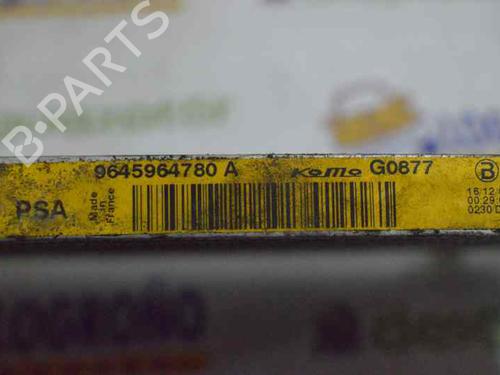 9645964780 A KOMO G0877 B
PSA Made in France
16/12
00 29
0230 D
B-PARTS